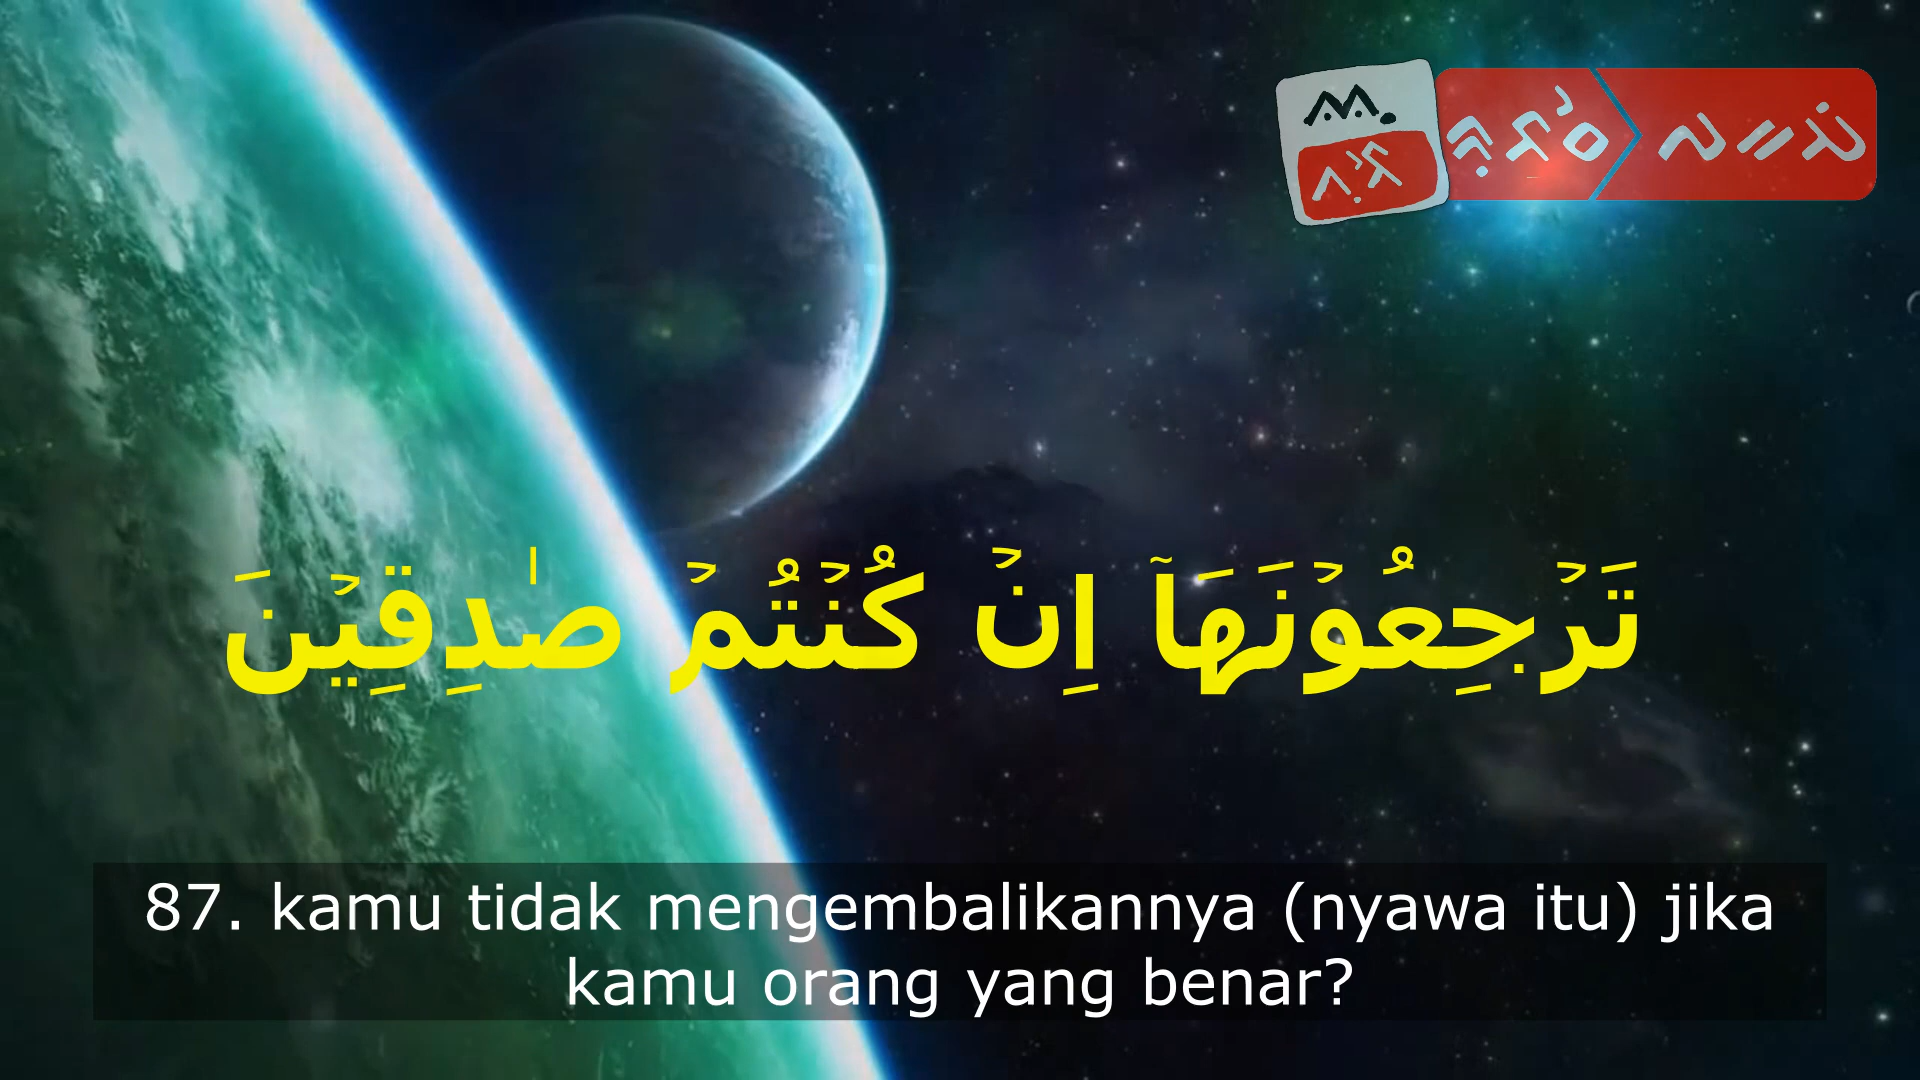 تَرْجِعُوْنَهَآ اِنْ كُنْتُمْ صٰدِقِيْنَ
87. kamu tidak mengembalikannya (nyawa itu) jika
kamu orang yang benar?